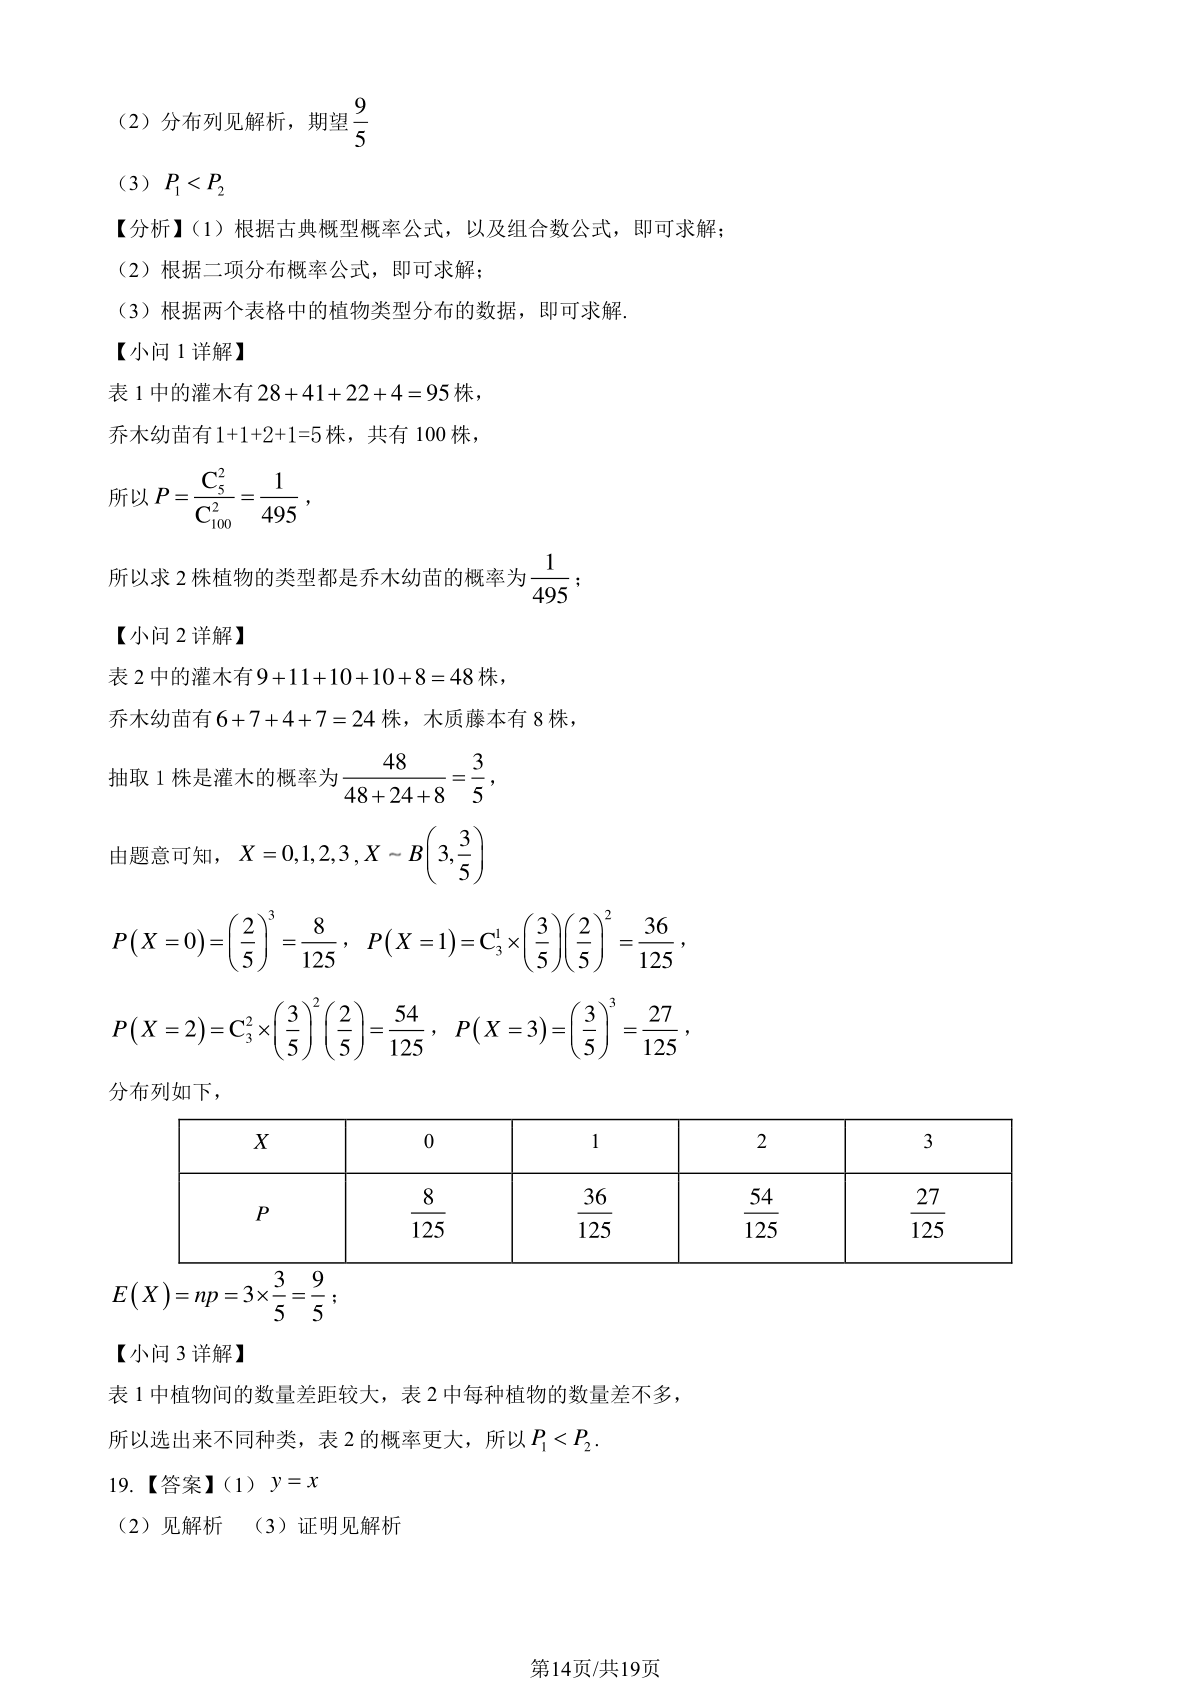 （2）分布列见解析，期望 9/5
（3） P₁ < P₂
【分析】（1）根据古典概型概率公式，以及组合数公式，即可求解；
（2）根据二项分布概率公式，即可求解；
（3）根据两个表格中的植物类型分布的数据，即可求解.
【小问 1 详解】
表 1 中的灌木有 28 + 41 + 22 + 4 = 95 株，
乔木幼苗有 1+1+2+1=5 株，共有 100 株，
所以 P = C₅² / C₁₀₀² = 1/495 ，
所以求 2 株植物的类型都是乔木幼苗的概率为 1/495 ；
【小问 2 详解】
表 2 中的灌木有 9 + 11 + 10 + 10 + 8 = 48 株，
乔木幼苗有 6 + 7 + 4 + 7 = 24 株，木质藤本有 8 株，
抽取 1 株是灌木的概率为 48/(48 + 24 + 8) = 3/5 ，
由题意可知， X = 0,1,2,3 , X ~ B(3, 3/5)
P(X = 0) = (2/5)³ = 8/125 ， P(X = 1) = C₃¹ × (3/5)(2/5)² = 36/125 ，
P(X = 2) = C₃² × (3/5)²(2/5) = 54/125 ， P(X = 3) = (3/5)³ = 27/125 ，
分布列如下，
X 0 1 2 3
P 8/125 36/125 54/125 27/125
E(X) = np = 3 × 3/5 = 9/5 ；
【小问 3 详解】
表 1 中植物间的数量差距较大，表 2 中每种植物的数量差不多，
所以选出来不同种类，表 2 的概率更大，所以 P₁ < P₂ .
19. 【答案】（1） y = x
（2）见解析 （3）证明见解析
第14页/共19页